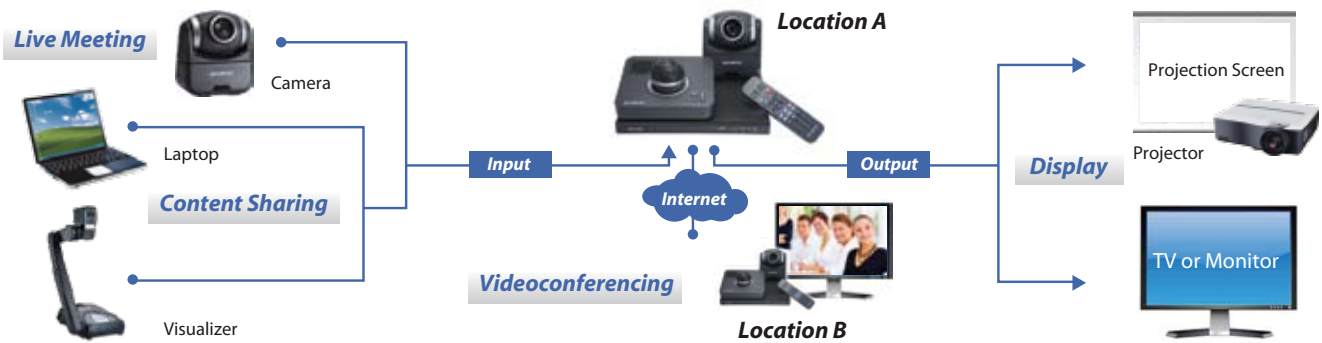 Live Meeting
Camera
Laptop
Content Sharing
Visualizer
Input
Location A
Internet
Videoconferencing
Location B
Output
Display
Projection Screen
Projector
TV or Monitor